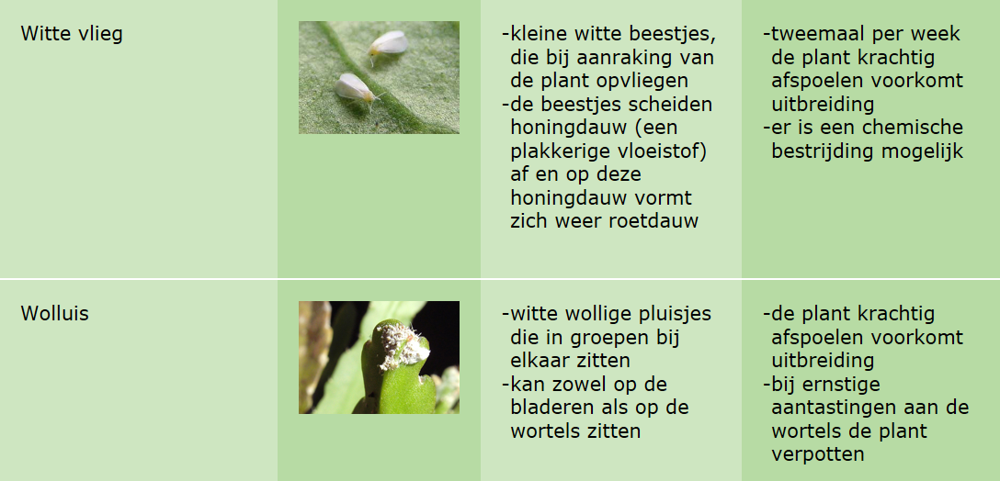 Witte vlieg
-kleine witte beestjes,
die bij aanraking van
de plant opvliegen
-de beestjes scheiden
honingdauw (een
plakkerige vloeistof)
af en op deze
honingdauw vormt
zich weer roetdauw
-tweemaal per week
de plant krachtig
afspoelen voorkomt
uitbreiding
-er is een chemische
bestrijding mogelijk
Wolluis
-witte wollige pluisjes
die in groepen bij
elkaar zitten
-kan zowel op de
bladeren als op de
wortels zitten
-de plant krachtig
afspoelen voorkomt
uitbreiding
-bij ernstige
aantastingen aan de
wortels de plant
verpotten